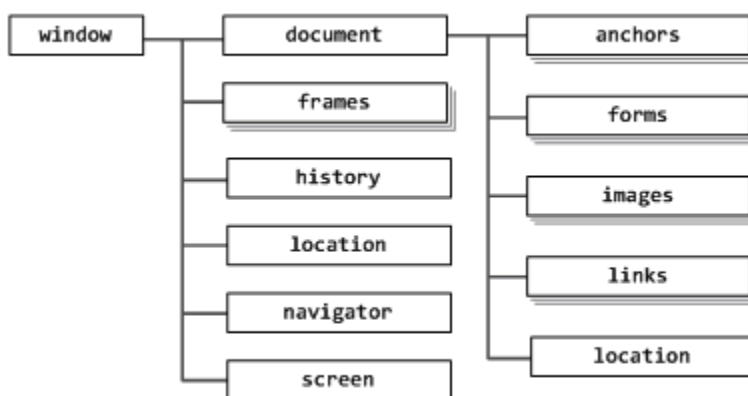 window
document
anchors
frames
forms
history
images
location
links
navigator
location
screen